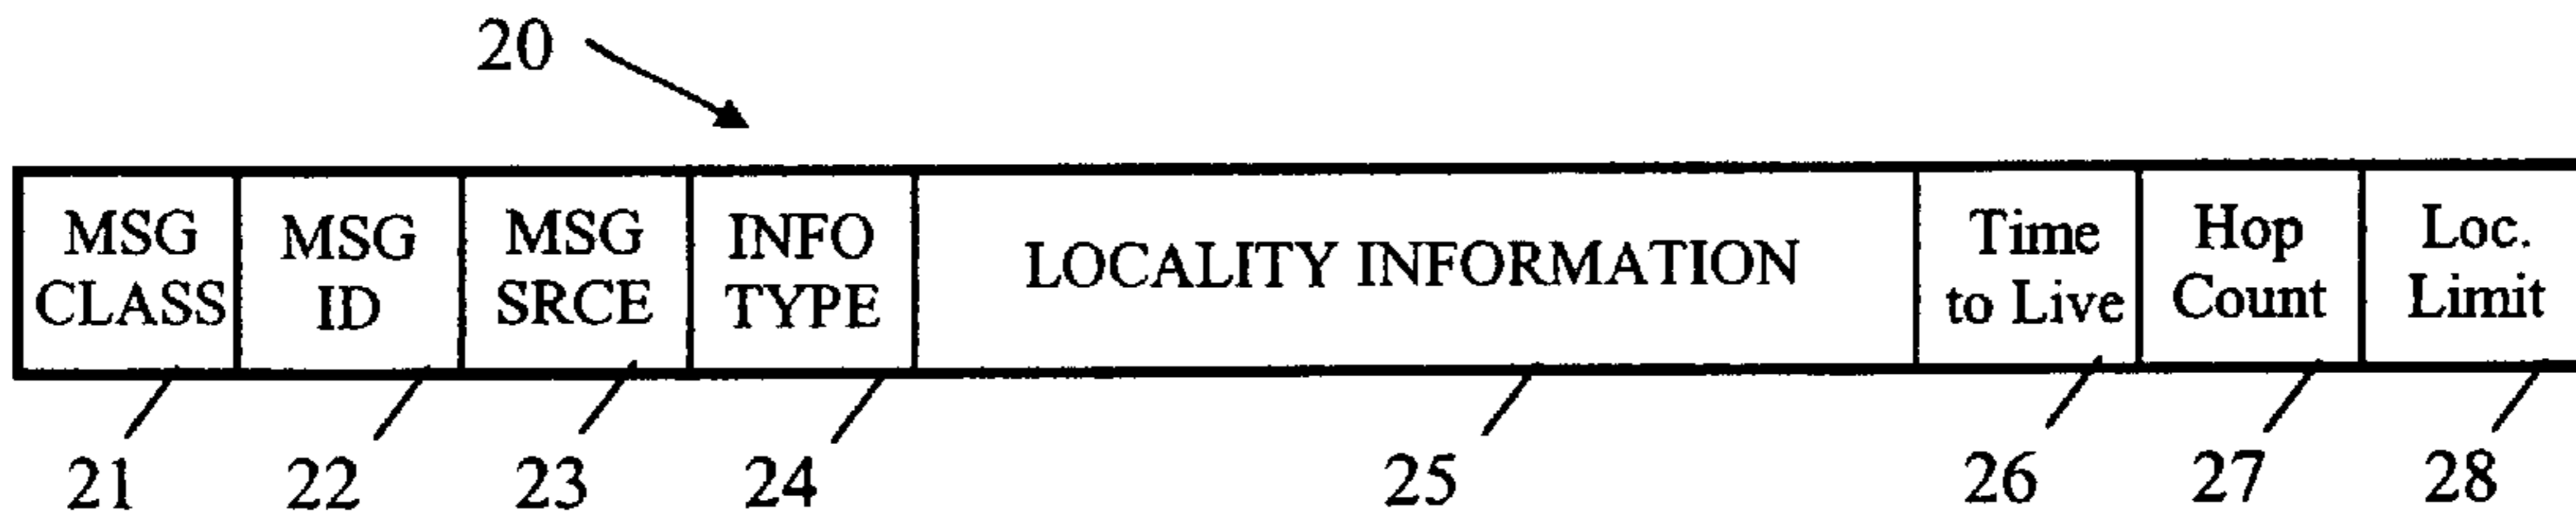 20
MSG CLASS
MSG ID
MSG SRCE
INFO TYPE
LOCALITY INFORMATION
Time to Live
Hop Count
Loc. Limit
21 22 23 24 25 26 27 28